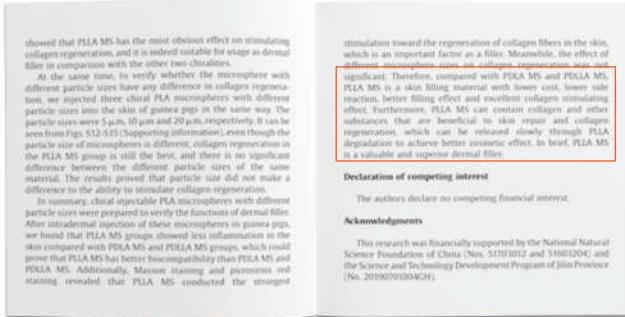 showed that PLLA MS has the most obvious effect on stimulating
collagen regeneration, and it is indeed suitable for usage as dermal
filler in comparison with the other two chiralities.
At the same time, to verify whether the microsphere with
different particle sizes have any difference in collagen regenera-
tion, we injected three chiral PLA microspheres with different
particle sizes into the skin of guinea pigs in the same way. The
particle sizes were 5 μm, 10 μm and 20 μm, respectively. It can be
seen from Figs. S12-S15 (Supporting information), even though the
particle size of microspheres is different, collagen regeneration in
the PLLA MS group is still the best, and there is no significant
difference between the different particle sizes of the same
material. The results proved that particle size did not make a
difference to the ability to stimulate collagen regeneration.
In summary, chiral injectable PLA microspheres with different
particle sizes were prepared to verify the functions of dermal filler.
After intradermal injection of these microspheres in guinea pigs,
we found that PLLA MS groups showed less inflammation in the
skin compared with PDLA MS and PDLLA MS groups, which could
prove that PLLA MS has better biocompatibility than PDLA MS and
PDLLA MS. Additionally, Masson staining and picrosirius red
staining revealed that PLLA MS conducted the strongest
stimulation toward the regeneration of collagen fibers in the skin,
which is an important factor as a filler. Meanwhile, the effect of
different microsphere sizes on collagen regeneration was not
significant. Therefore, compared with PDLA MS and PDLLA MS,
PLLA MS is a skin filling material with lower cost, lower side
reaction, better filling effect and excellent collagen stimulating
effect. Furthermore, PLLA MS can contain collagen and other
substances that are beneficial to skin repair and collagen
regeneration, which can be released slowly through PLLA
degradation to achieve better cosmetic effect. In brief, PLLA MS
is a valuable and superior dermal filler.
Declaration of competing interest
The authors declare no competing financial interest.
Acknowledgments
This research was financially supported by the National Natural
Science Foundation of China (Nos. 51703012 and 51603204) and
the Science and Technology Development Program of Jilin Province
(No. 20190701004GH).